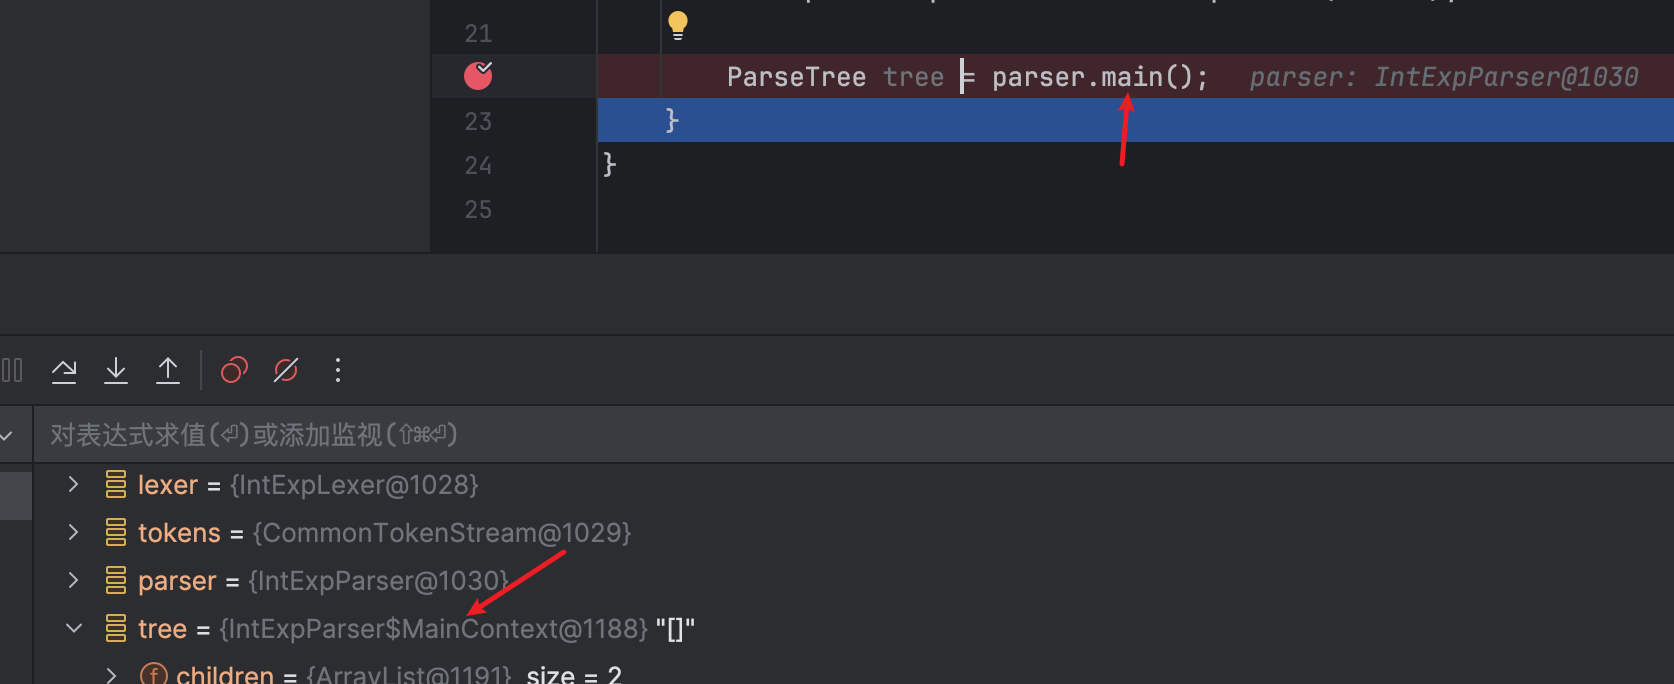 21
ParseTree tree = parser.main(); parser: IntExpParser@1030
23 }
24 }
25
对表达式求值(⏎)或添加监视(⇧⌘⏎)
lexer = {IntExpLexer@1028}
tokens = {CommonTokenStream@1029}
parser = {IntExpParser@1030}
tree = {IntExpParser$MainContext@1188} "[]"
f children = {ArrayList@1191} size = 2